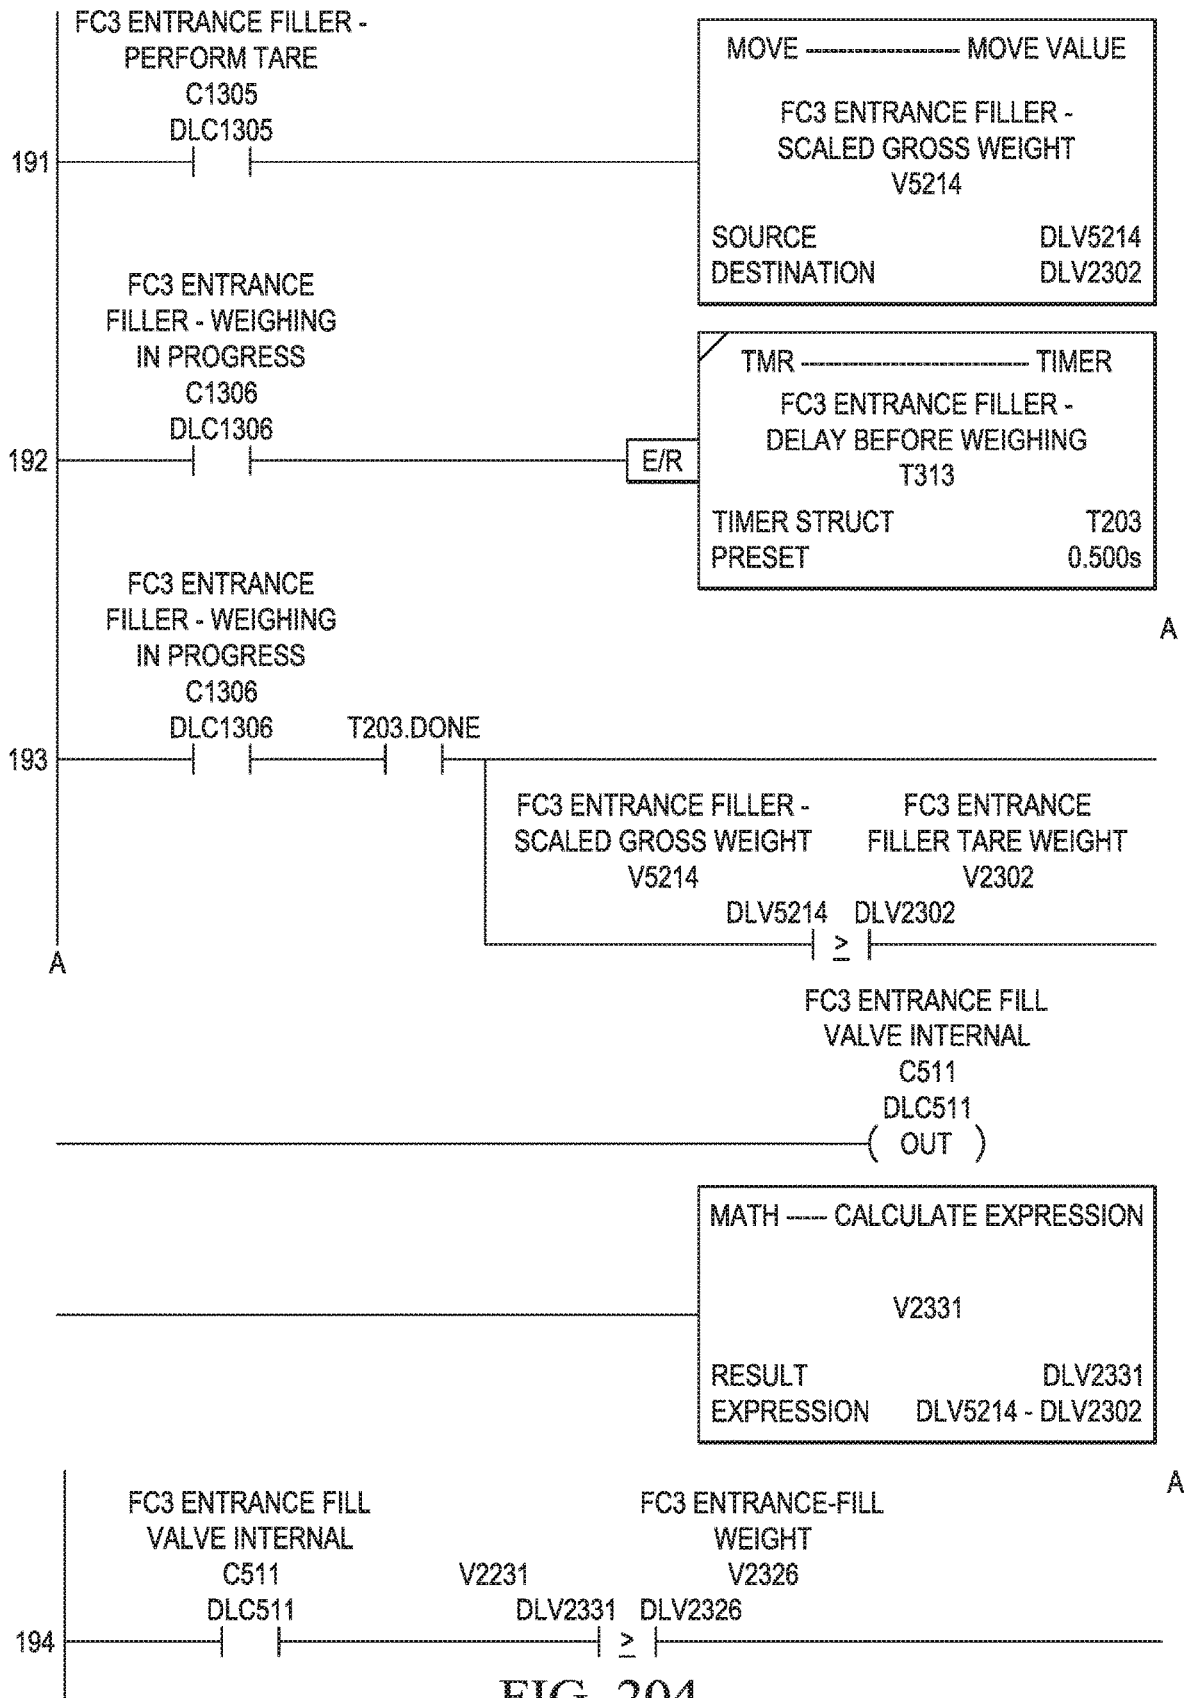 FC3 ENTRANCE FILLER -
PERFORM TARE
C1305
DLC1305
191
MOVE ---------------- MOVE VALUE
FC3 ENTRANCE FILLER -
SCALED GROSS WEIGHT
V5214
SOURCE DLV5214
DESTINATION DLV2302
FC3 ENTRANCE
FILLER - WEIGHING
IN PROGRESS
C1306
DLC1306
192
E/R
TMR ------------------------ TIMER
FC3 ENTRANCE FILLER -
DELAY BEFORE WEIGHING
T313
TIMER STRUCT T203
PRESET 0.500s
A
FC3 ENTRANCE
FILLER - WEIGHING
IN PROGRESS
C1306
DLC1306 T203.DONE
193
FC3 ENTRANCE FILLER -
SCALED GROSS WEIGHT
V5214
DLV5214
FC3 ENTRANCE
FILLER TARE WEIGHT
V2302
DLV2302
≥
A
FC3 ENTRANCE FILL
VALVE INTERNAL
C511
DLC511
( OUT )
MATH ---- CALCULATE EXPRESSION
V2331
RESULT DLV2331
EXPRESSION DLV5214 - DLV2302
A
FC3 ENTRANCE FILL
VALVE INTERNAL
C511
DLC511
194
V2231
DLV2331
FC3 ENTRANCE-FILL
WEIGHT
V2326
DLV2326
≥
FIG. 204